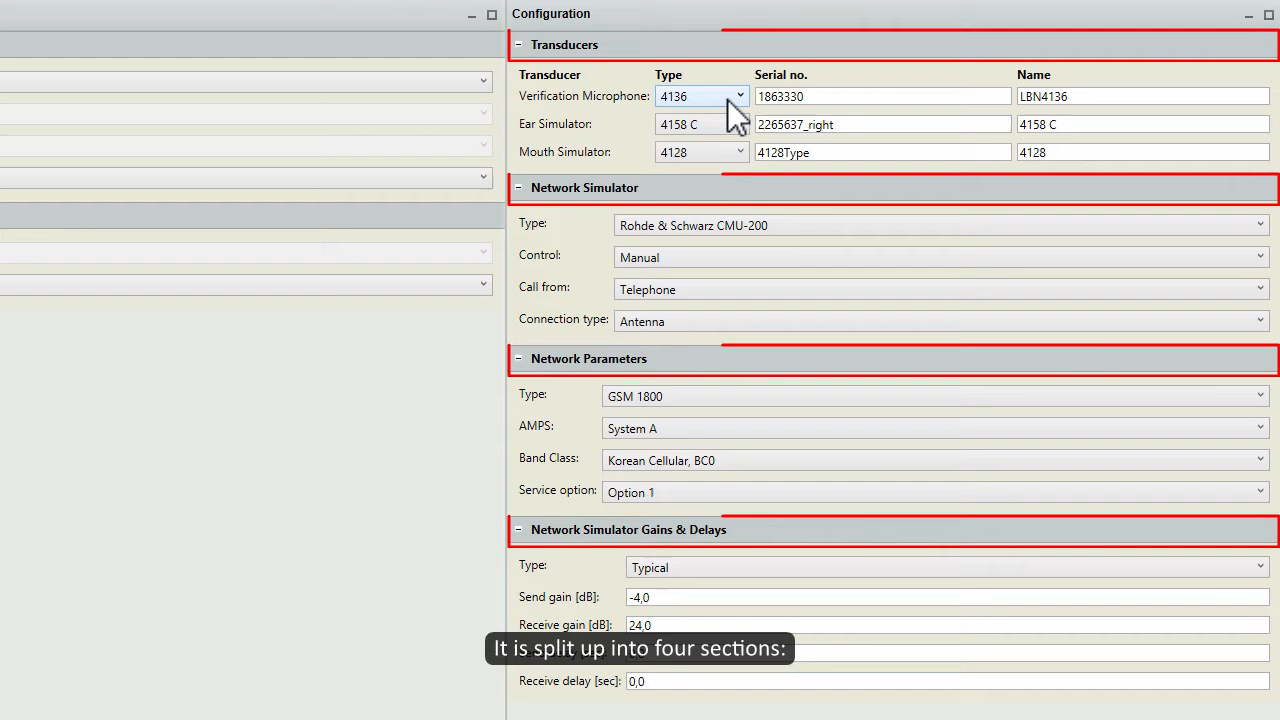 Configuration
Transducers
Transducer Type Serial no. Name
Verification Microphone: 4136 1863330 LBN4136
Ear Simulator: 4158 C 2265637_right 4158 C
Mouth Simulator: 4128 4128Type 4128
Network Simulator
Type: Rohde & Schwarz CMU-200
Control: Manual
Call from: Telephone
Connection type: Antenna
Network Parameters
Type: GSM 1800
AMPS: System A
Band Class: Korean Cellular, BC0
Service option: Option 1
Network Simulator Gains & Delays
Type: Typical
Send gain [dB]: -4,0
Receive gain [dB]: 24,0
It is split up into four sections:
Receive delay [sec]: 0,0